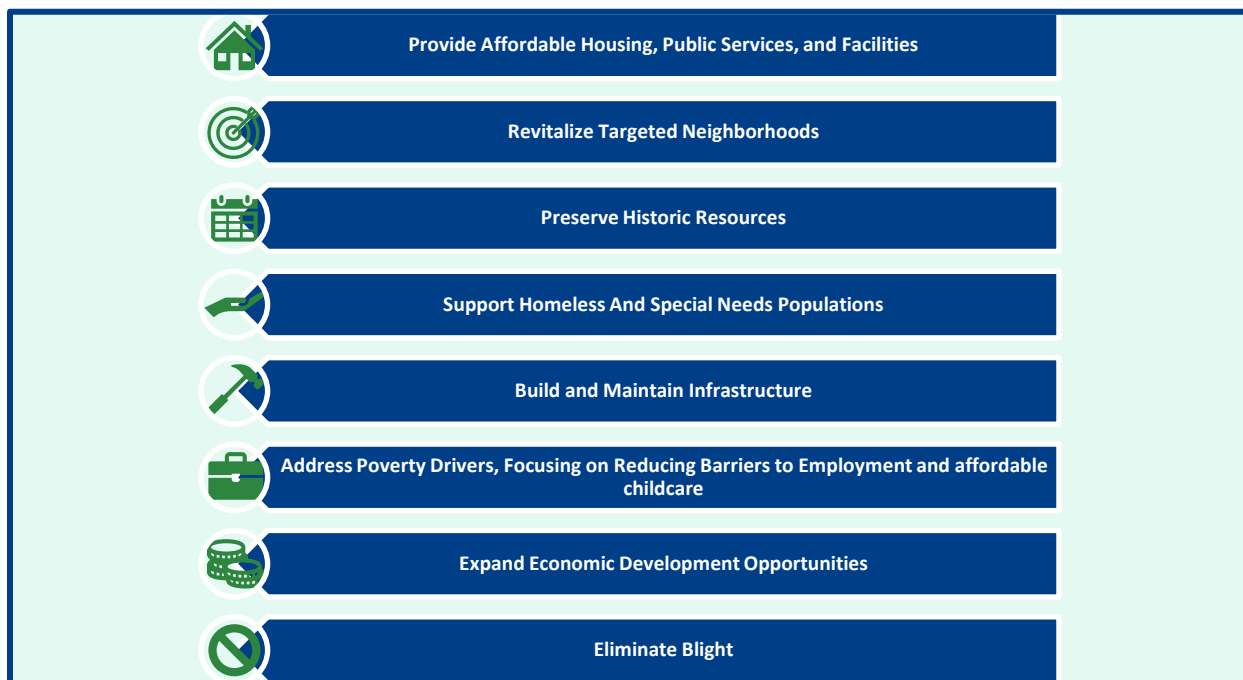 Provide Affordable Housing, Public Services, and Facilities
Revitalize Targeted Neighborhoods
Preserve Historic Resources
Support Homeless And Special Needs Populations
Build and Maintain Infrastructure
Address Poverty Drivers, Focusing on Reducing Barriers to Employment and affordable
childcare
Expand Economic Development Opportunities
Eliminate Blight